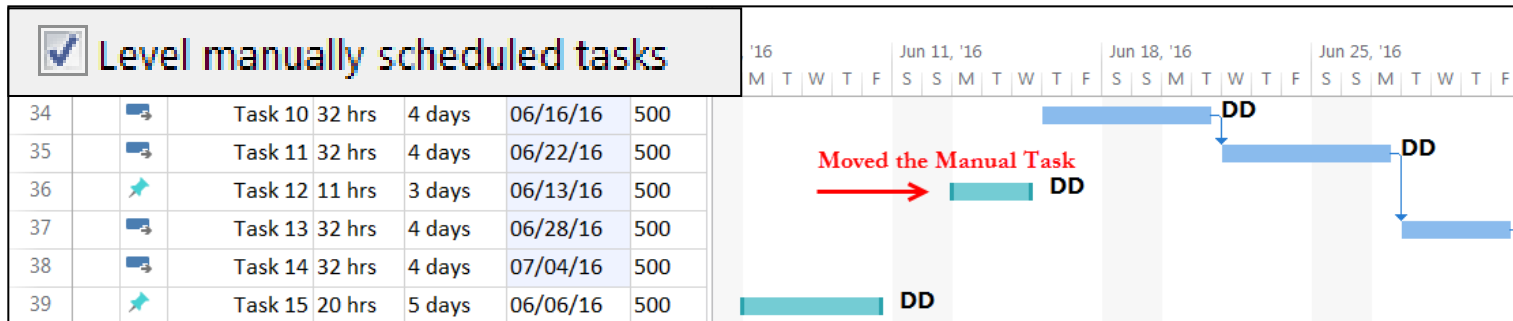 Level manually scheduled tasks
, '16 Jun 11, '16 Jun 18, '16 Jun 25, '16
M T W T F S S M T W T F S S M T W T F S S M T W T F
34 Task 10 32 hrs 4 days 06/16/16 500 DD
35 Task 11 32 hrs 4 days 06/22/16 500 DD
Moved the Manual Task
36 Task 12 11 hrs 3 days 06/13/16 500 DD
37 Task 13 32 hrs 4 days 06/28/16 500
38 Task 14 32 hrs 4 days 07/04/16 500
39 Task 15 20 hrs 5 days 06/06/16 500 DD